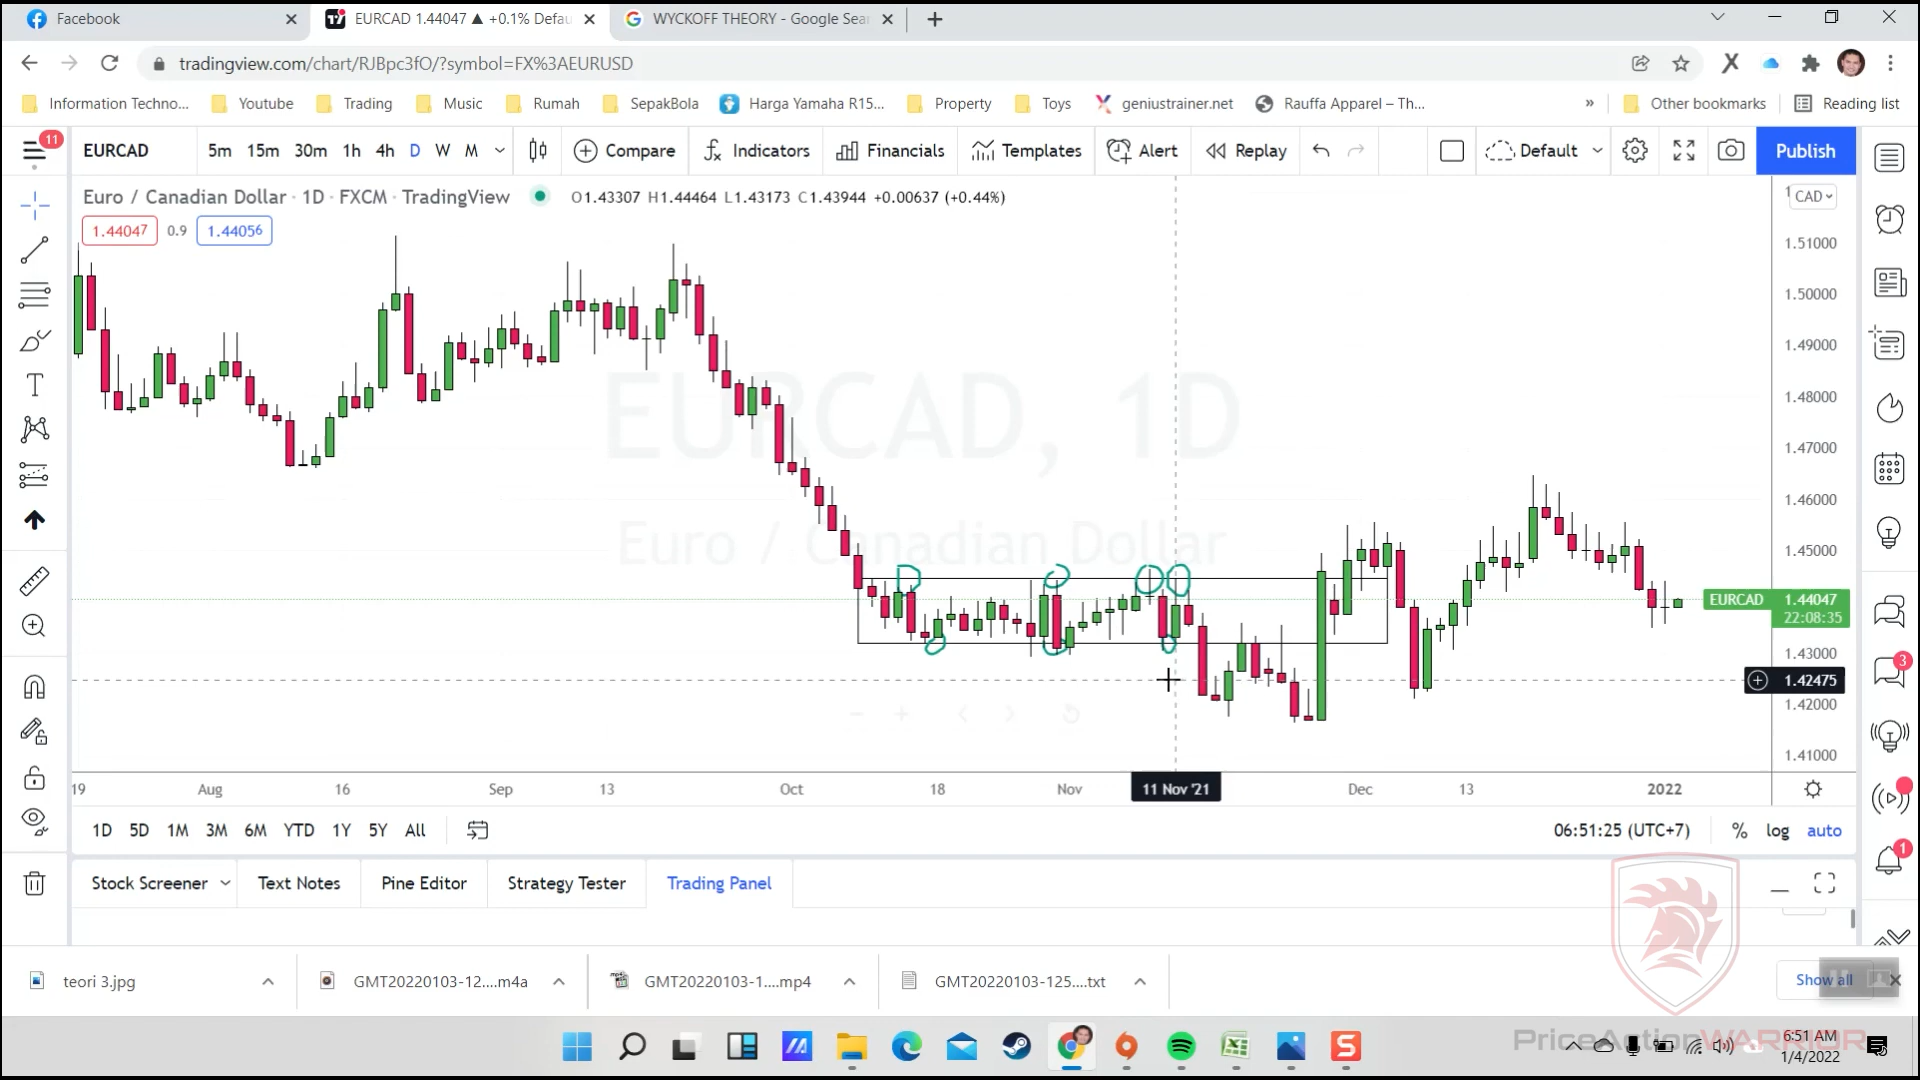 Facebook
EURCAD 1.44047 ▲ +0.1% Defau
WYCKOFF THEORY - Google Sear
tradingview.com/chart/RJBpc3fO/?symbol=FX%3AEURUSD
Information Techno... Youtube Trading Music Rumah SepakBola Harga Yamaha R15... Property Toys geniustrainer.net Rauffa Apparel – Th... » Other bookmarks Reading list
11
EURCAD 5m 15m 30m 1h 4h D W M Compare Indicators Financials Templates Alert Replay Default Publish
Euro / Canadian Dollar · 1D · FXCM · TradingView O1.43307 H1.44464 L1.43173 C1.43944 +0.00637 (+0.44%)
CAD
1.44047 0.9 1.44056
EURCAD, 1D
Euro / Canadian Dollar
1.51000
1.50000
1.49000
1.48000
1.47000
1.46000
1.45000
EURCAD 1.44047
22:08:35
1.43000
1.42475
1.42000
1.41000
3
1
19 Aug 16 Sep 13 Oct 18 Nov 11 Nov '21 Dec 13 2022
1D 5D 1M 3M 6M YTD 1Y 5Y All
06:51:25 (UTC+7) % log auto
Stock Screener Text Notes Pine Editor Strategy Tester Trading Panel
teori 3.jpg GMT20220103-12....m4a GMT20220103-1....mp4 GMT20220103-125....txt Show all
PriceActionWARRIOR
6:51 AM
1/4/2022